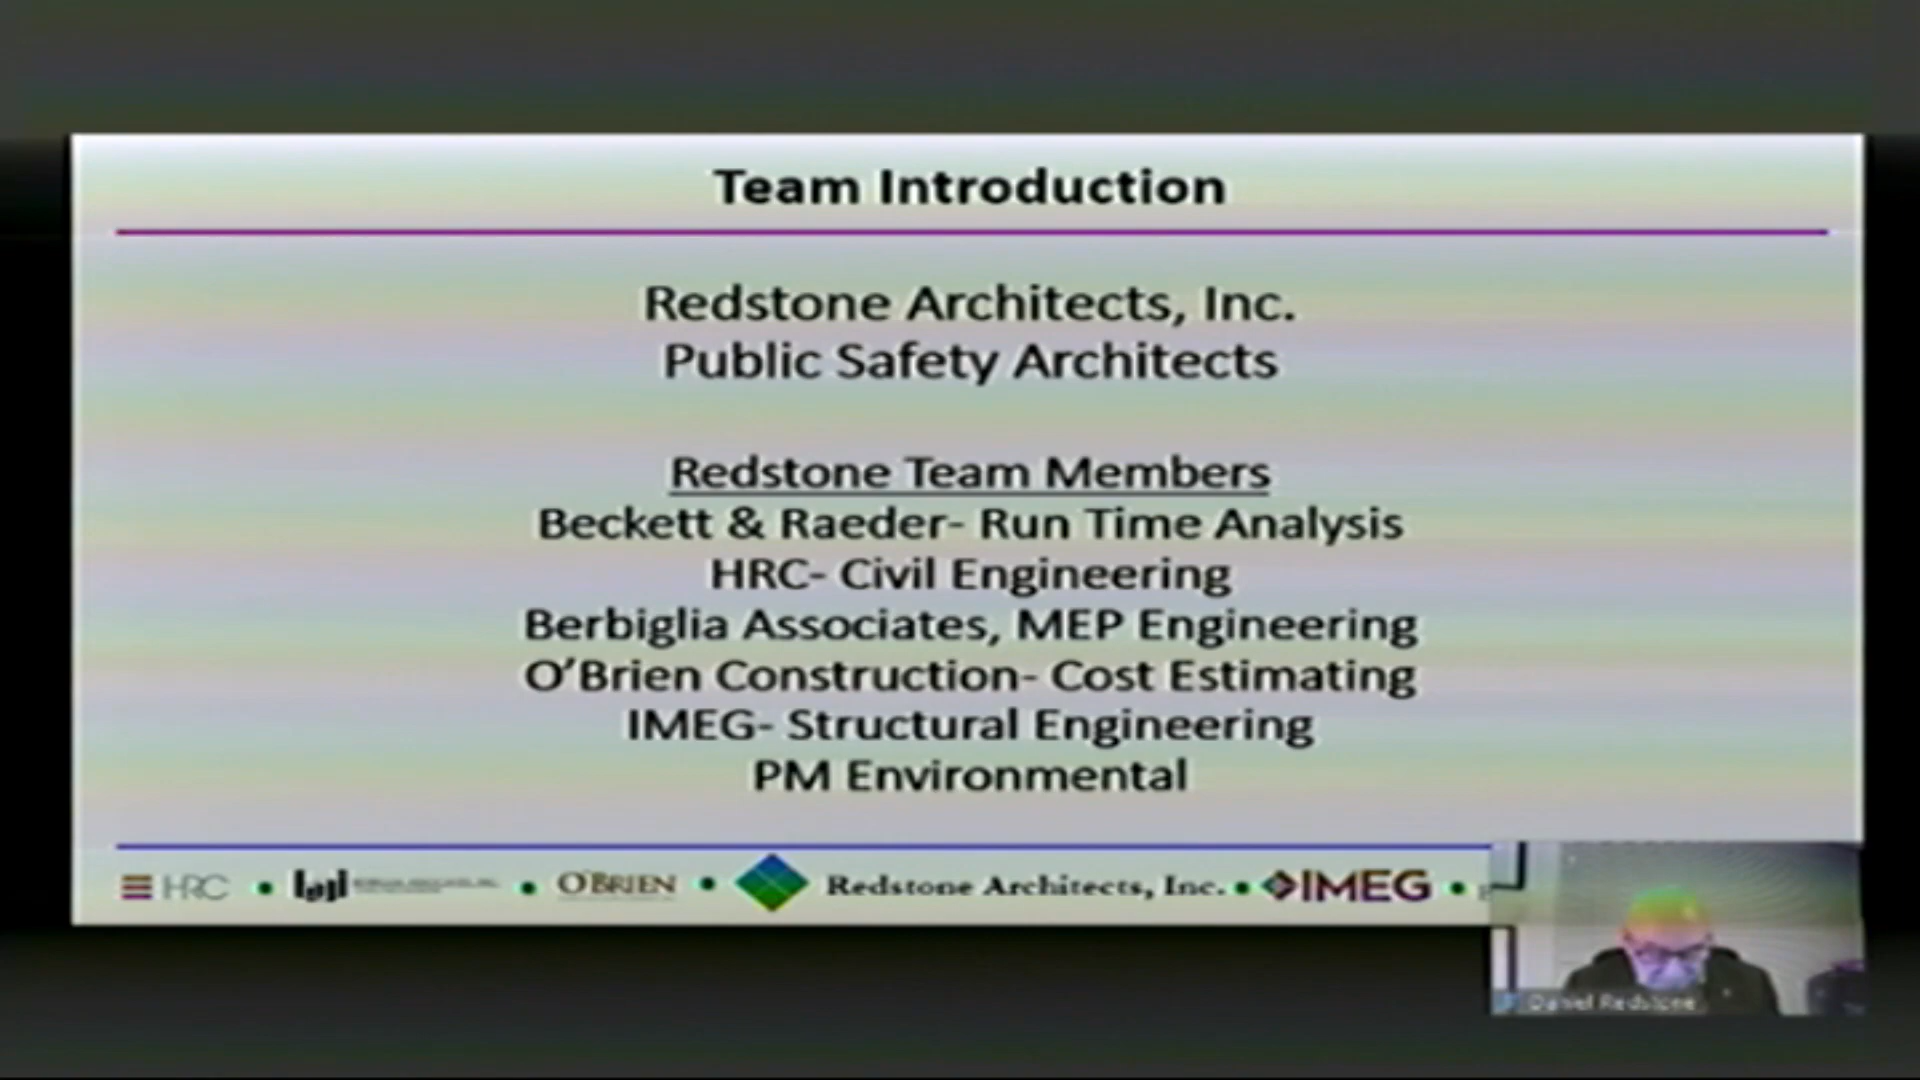 Team Introduction
Redstone Architects, Inc.
Public Safety Architects
Redstone Team Members
Beckett & Raeder- Run Time Analysis
HRC- Civil Engineering
Berbiglia Associates, MEP Engineering
O’Brien Construction- Cost Estimating
IMEG- Structural Engineering
PM Environmental
HRC • • O'BRIEN • Redstone Architects, Inc. • IMEG •
Daniel Redstone